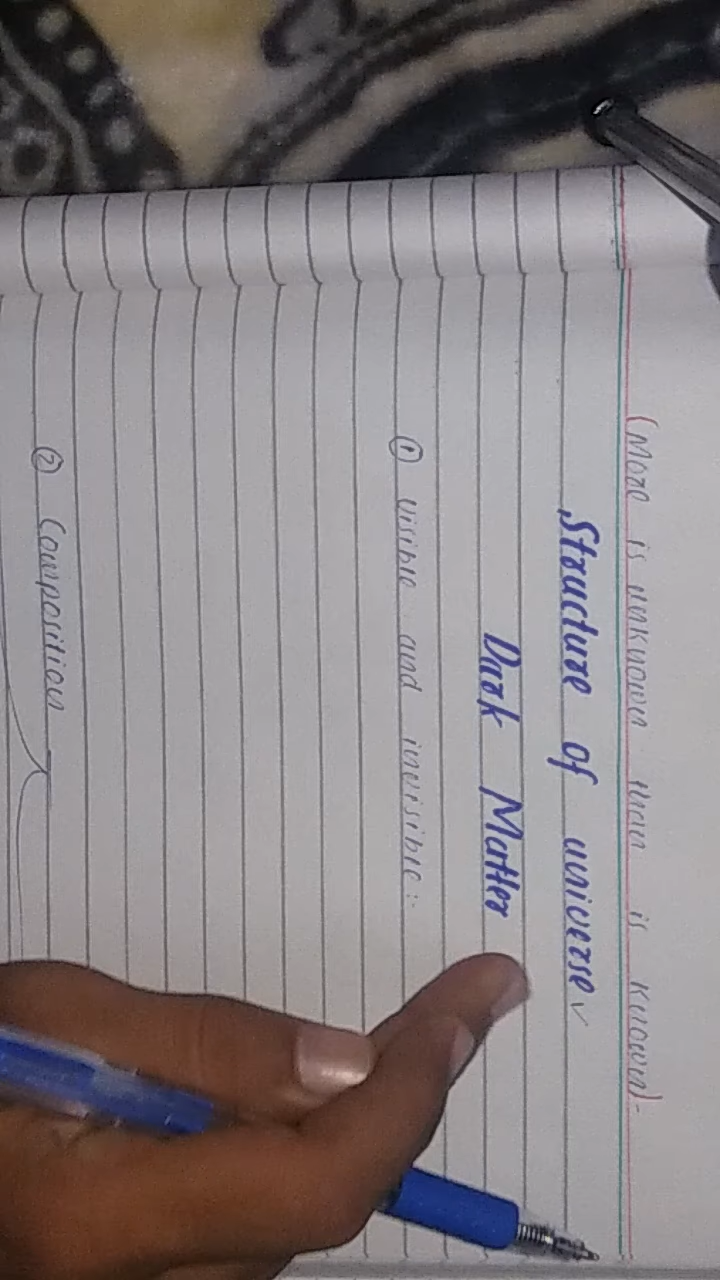 (More is unknown than is known)-
Structure of universe ✓
Dark Matter
① visible and invisible:-
② Composition